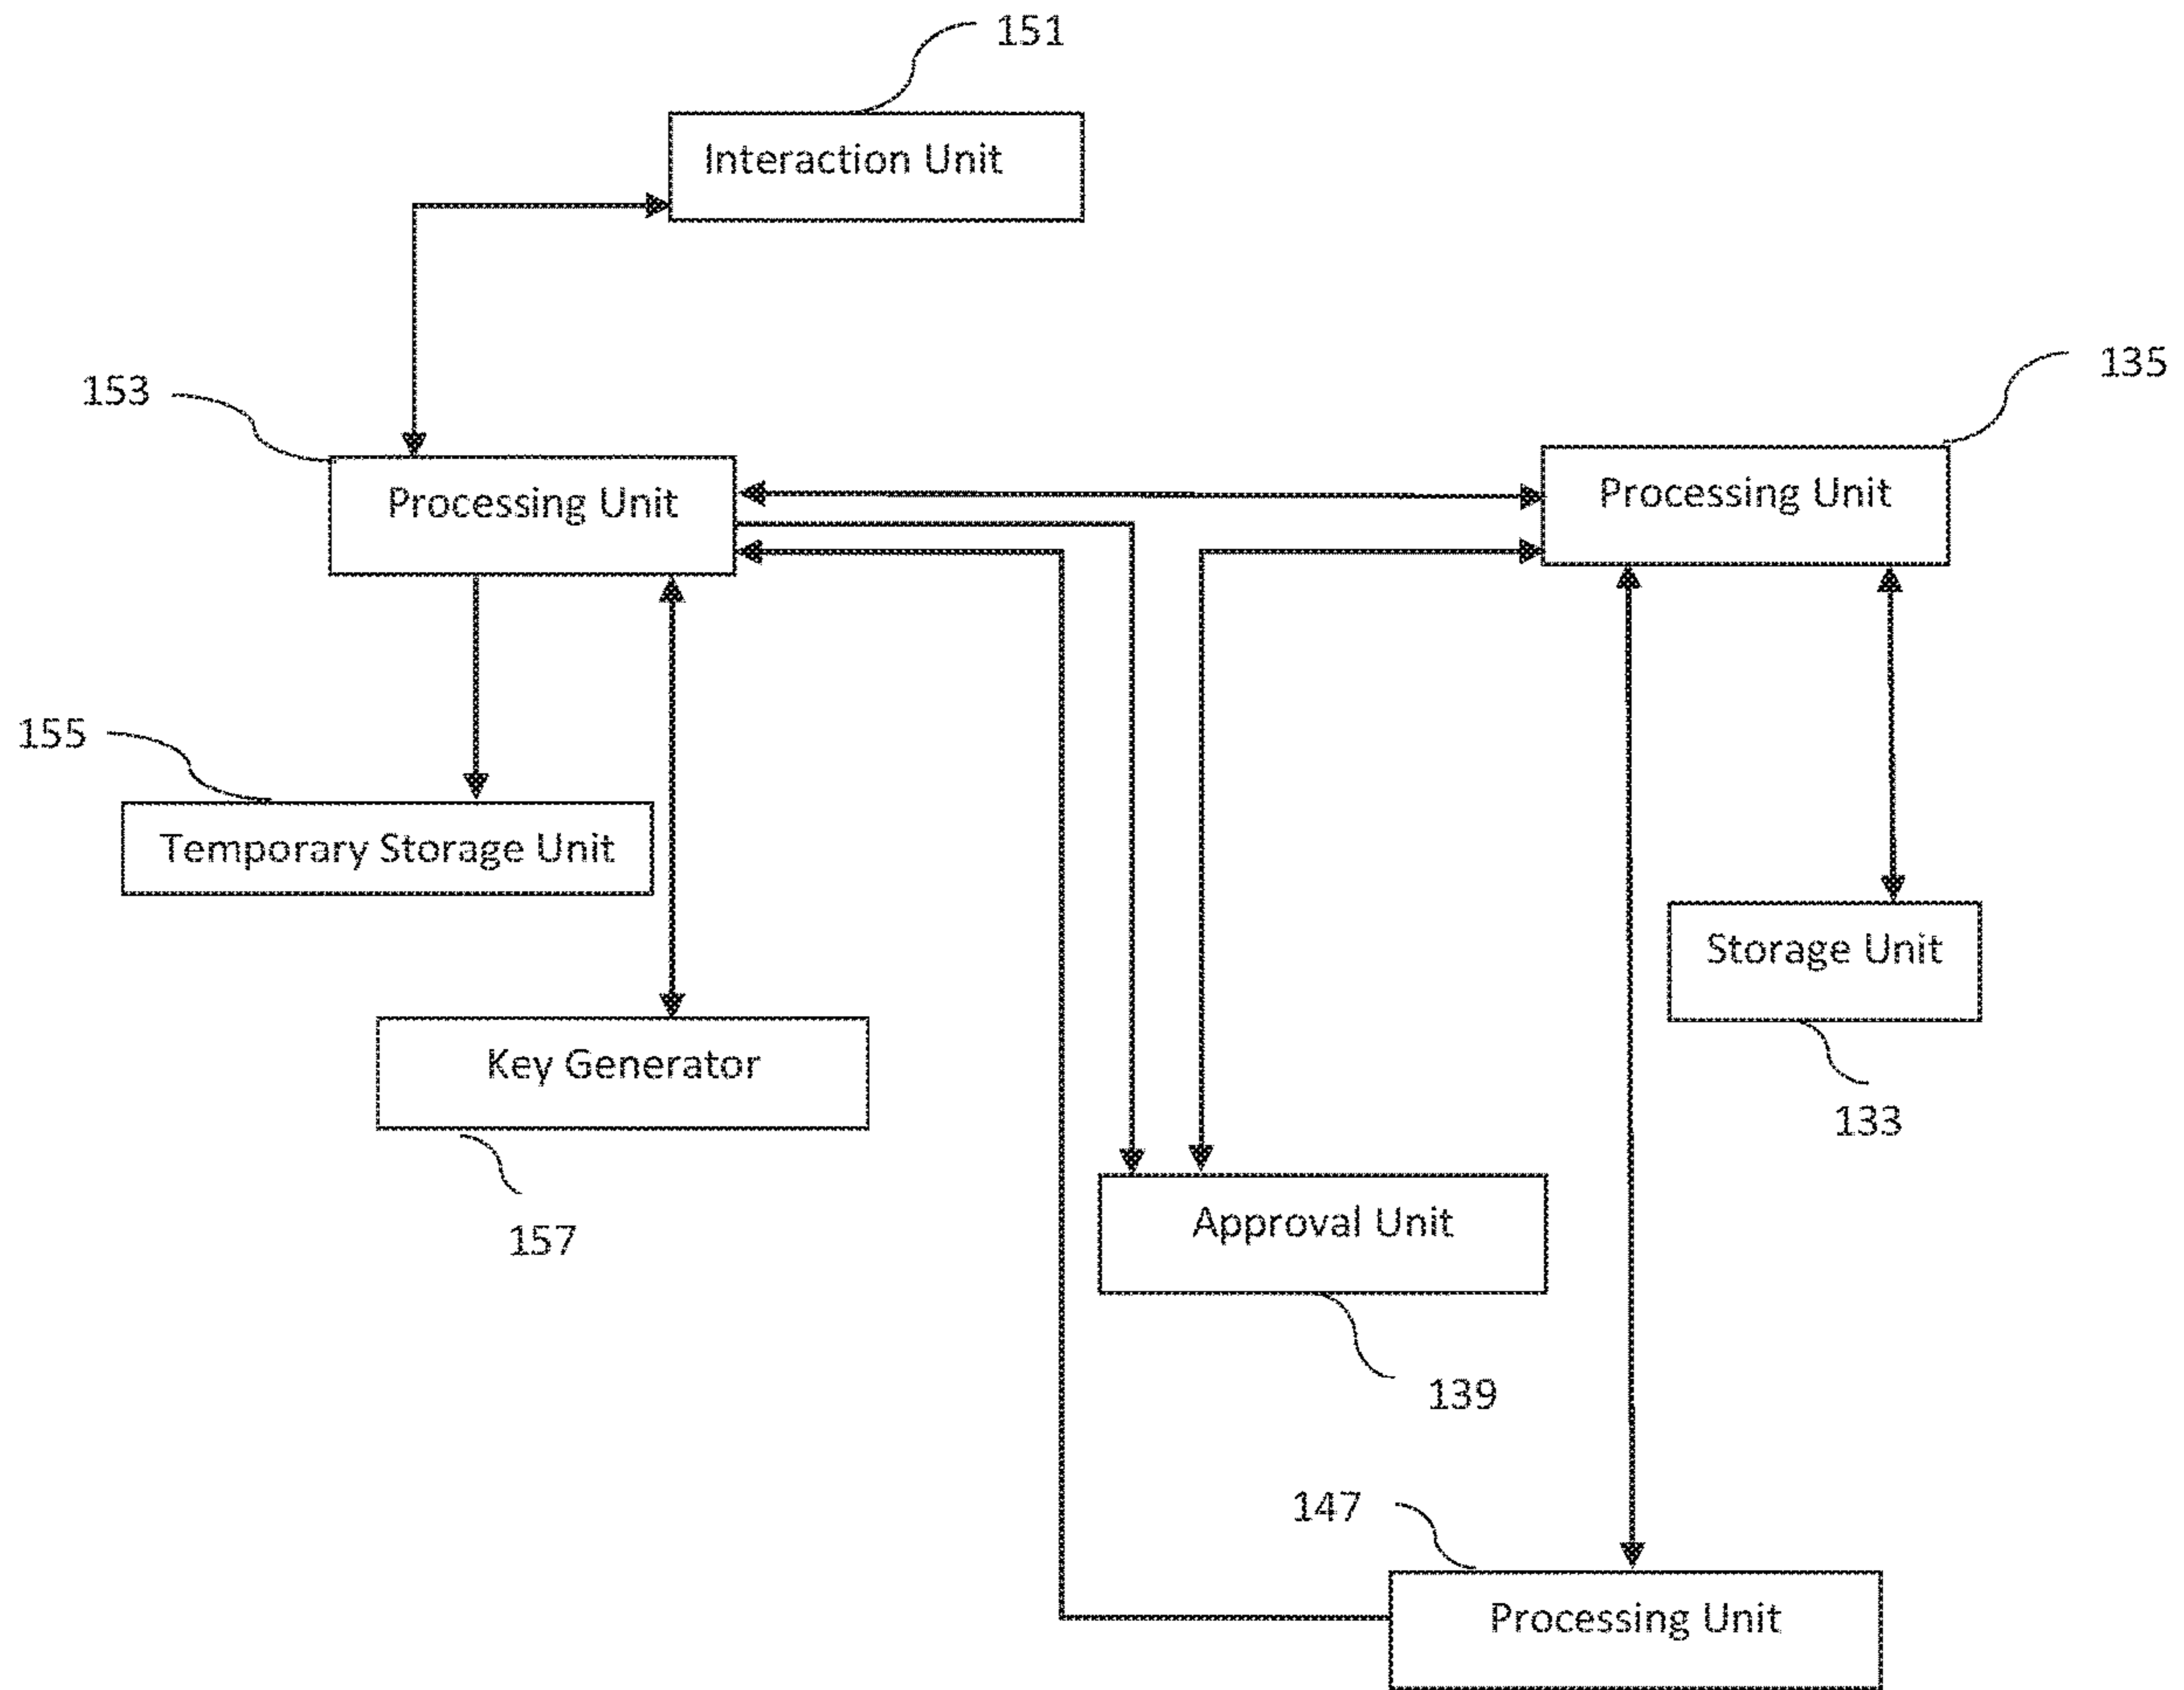 151
Interaction Unit
135
153
Processing Unit
Processing Unit
155
Temporary Storage Unit
Storage Unit
Key Generator
133
157
Approval Unit
139
147
Processing Unit